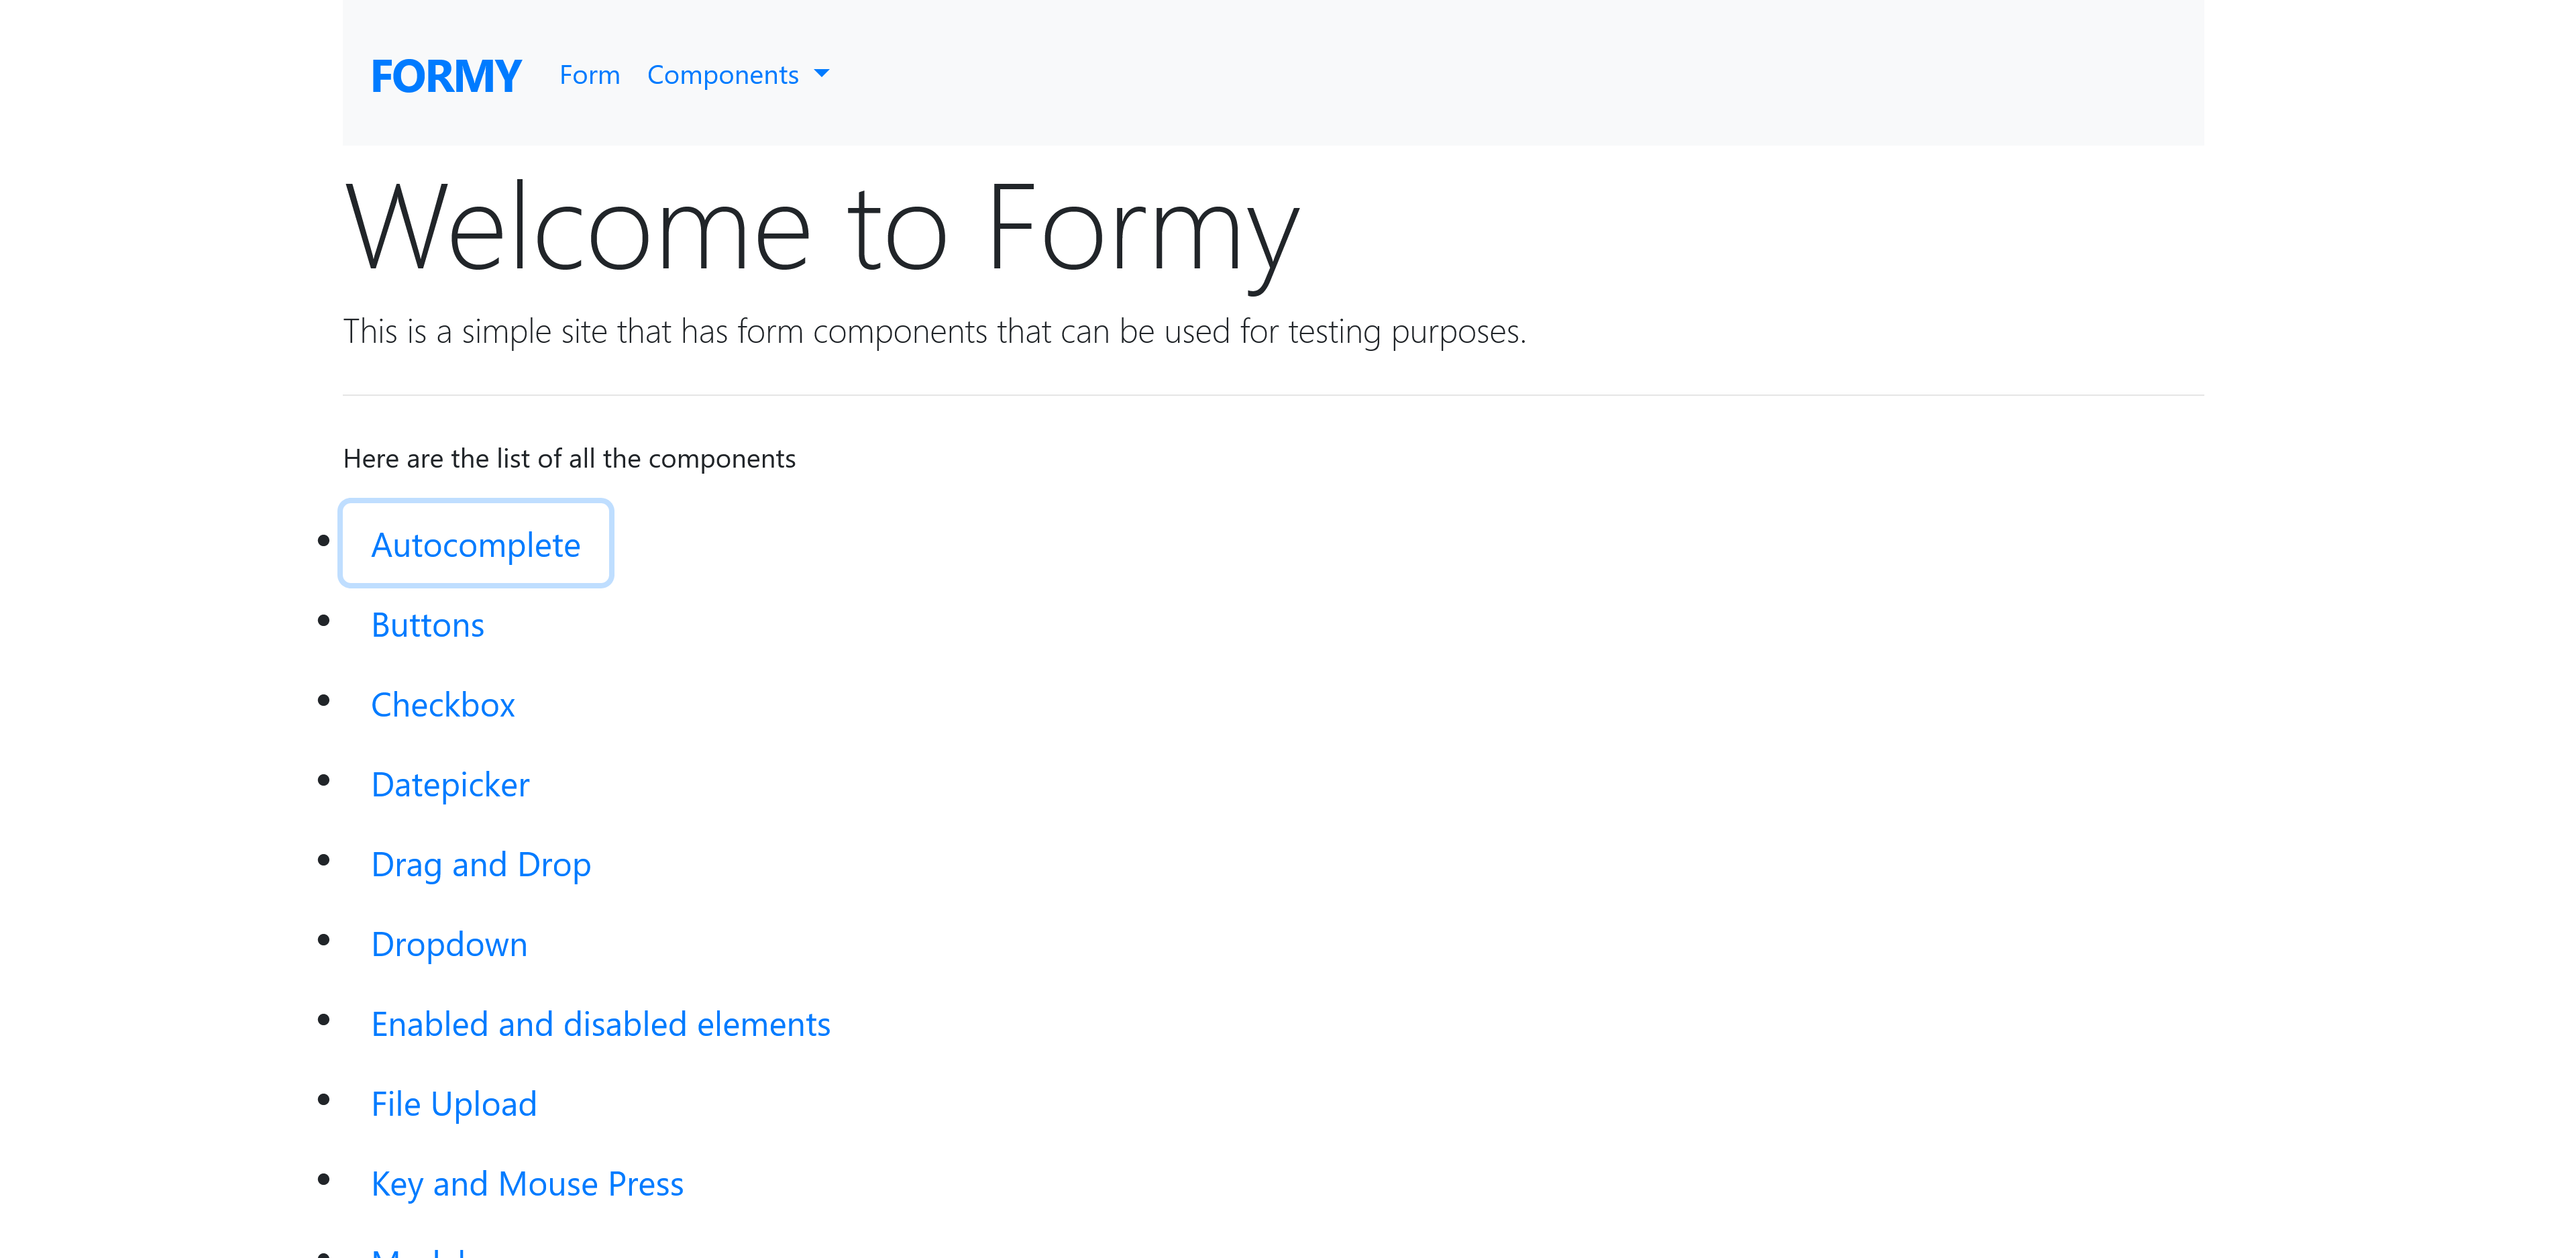 FORMY Form Components
Welcome to Formy
This is a simple site that has form components that can be used for testing purposes.
Here are the list of all the components
Autocomplete
Buttons
Checkbox
Datepicker
Drag and Drop
Dropdown
Enabled and disabled elements
File Upload
Key and Mouse Press